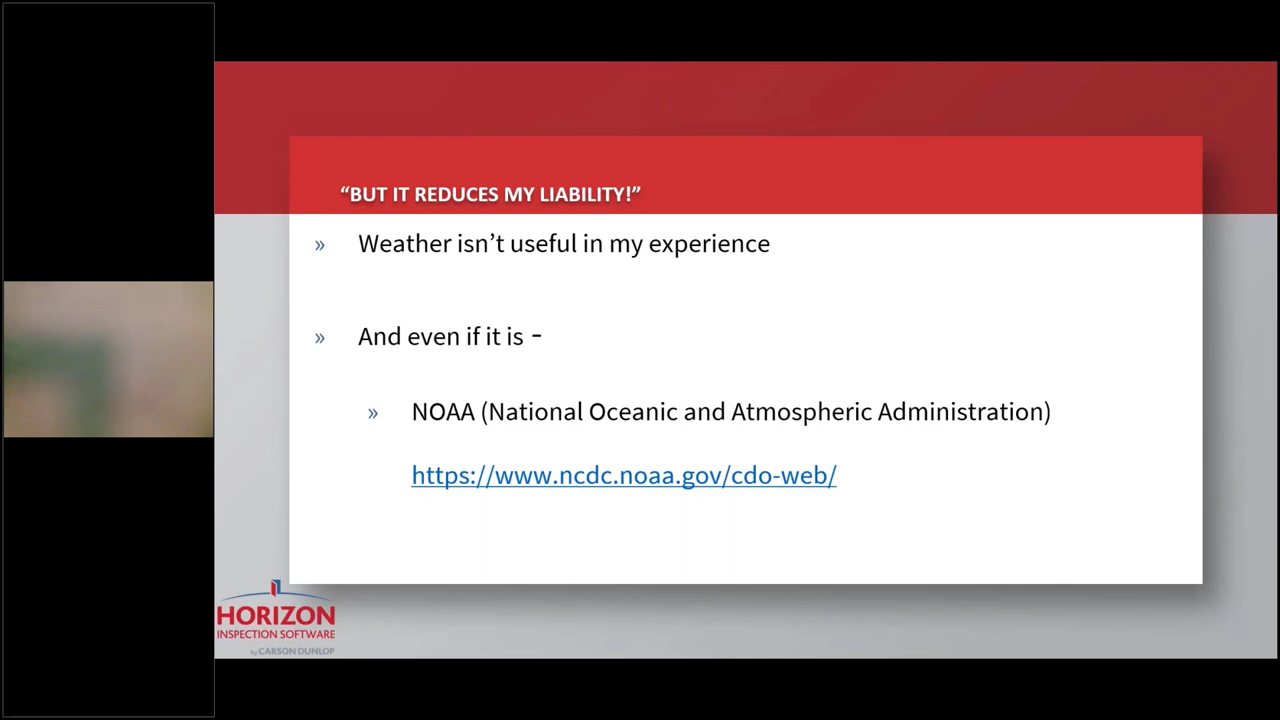 “BUT IT REDUCES MY LIABILITY!”
» Weather isn’t useful in my experience
» And even if it is -
» NOAA (National Oceanic and Atmospheric Administration)
https://www.ncdc.noaa.gov/cdo-web/
HORIZON
INSPECTION SOFTWARE
by CARSON DUNLOP